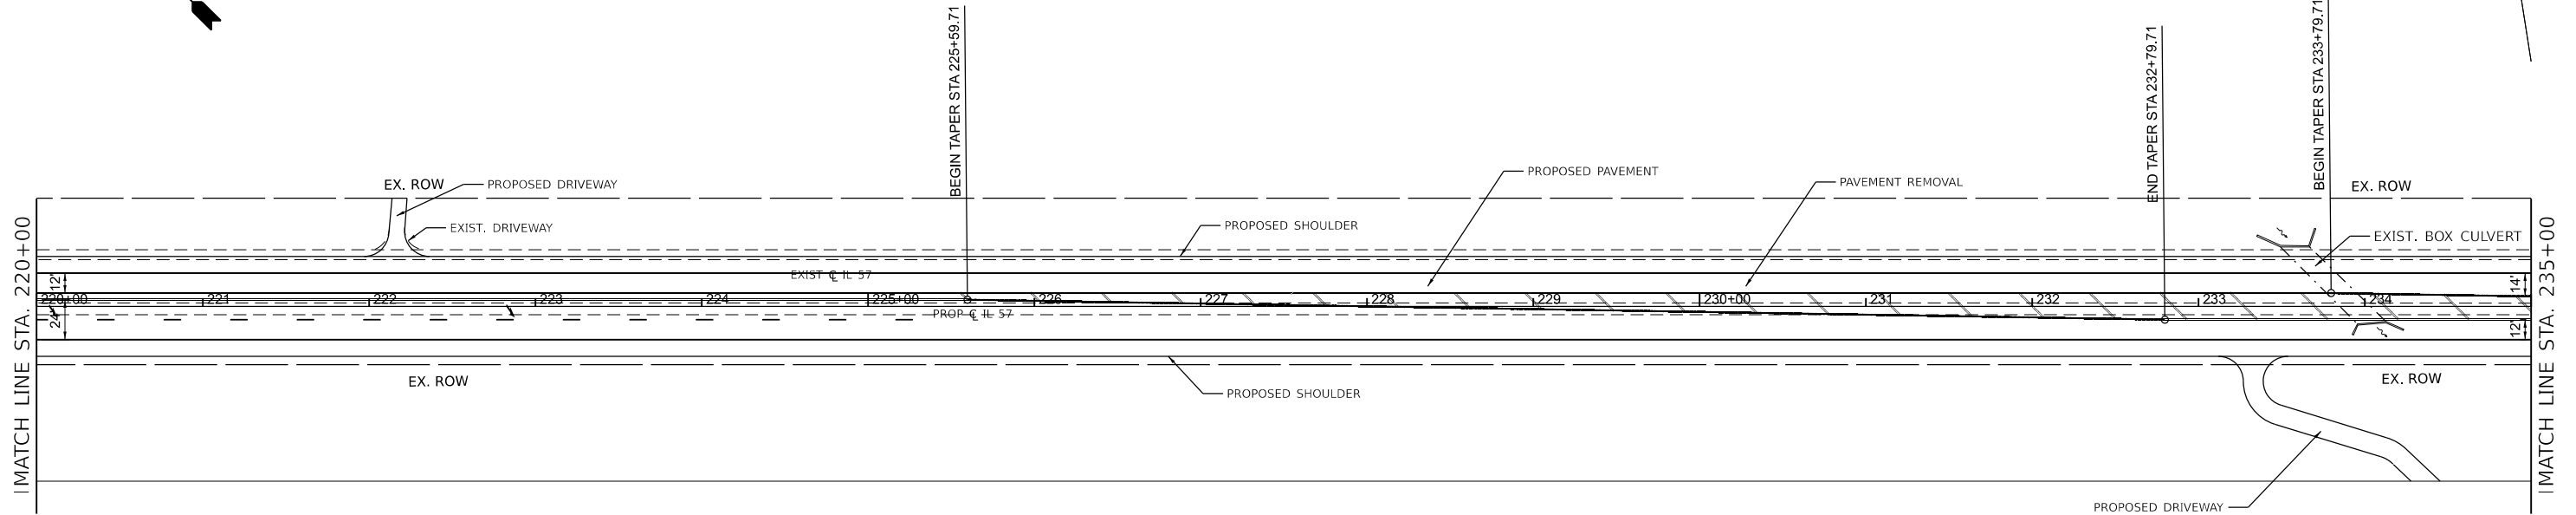 BEGIN TAPER STA 225+59.71
END TAPER STA 232+79.71
BEGIN TAPER STA 233+79.71
EX. ROW
PROPOSED DRIVEWAY
EXIST. DRIVEWAY
PROPOSED SHOULDER
PROPOSED PAVEMENT
PAVEMENT REMOVAL
EX. ROW
EXIST. BOX CULVERT
MATCH LINE STA. 220+00
MATCH LINE STA. 235+00
EXIST ℄ IL 57
12'
14'
220+00 221 222 223 224 225+00 226 227 228 229 230+00 231 232 233 234
24'
PROP ℄ IL 57
12'
EX. ROW
PROPOSED SHOULDER
EX. ROW
PROPOSED DRIVEWAY